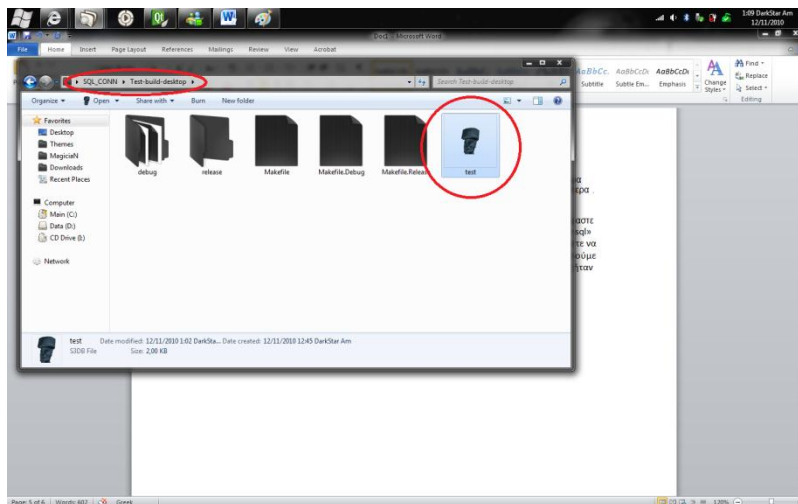 1:09 DarkStar Am
12/11/2010
Doc1 - Microsoft Word
File Home Insert Page Layout References Mailings Review View Acrobat
SQL_CONN Test-build-desktop
Search Test-build-desktop
Organize Open Share with Burn New folder
AaBbCc. AaBbCcDi AaBbCcDi
Subtitle Subtle Em... Emphasis
Change
Styles
Find
Replace
Select
Editing
Favorites
Desktop
Themes
MagiciaN
Downloads
Recent Places
Computer
Main (C:)
Data (D:)
CD Drive (I:)
Network
debug release Makefile Makefile.Debug Makefile.Release test
test Date modified: 12/11/2010 1:02 DarkSta... Date created: 12/11/2010 12:45 DarkStar Am
S3DB File Size: 2,00 KB
Page: 5 of 6 Words: 602 Greek 120%